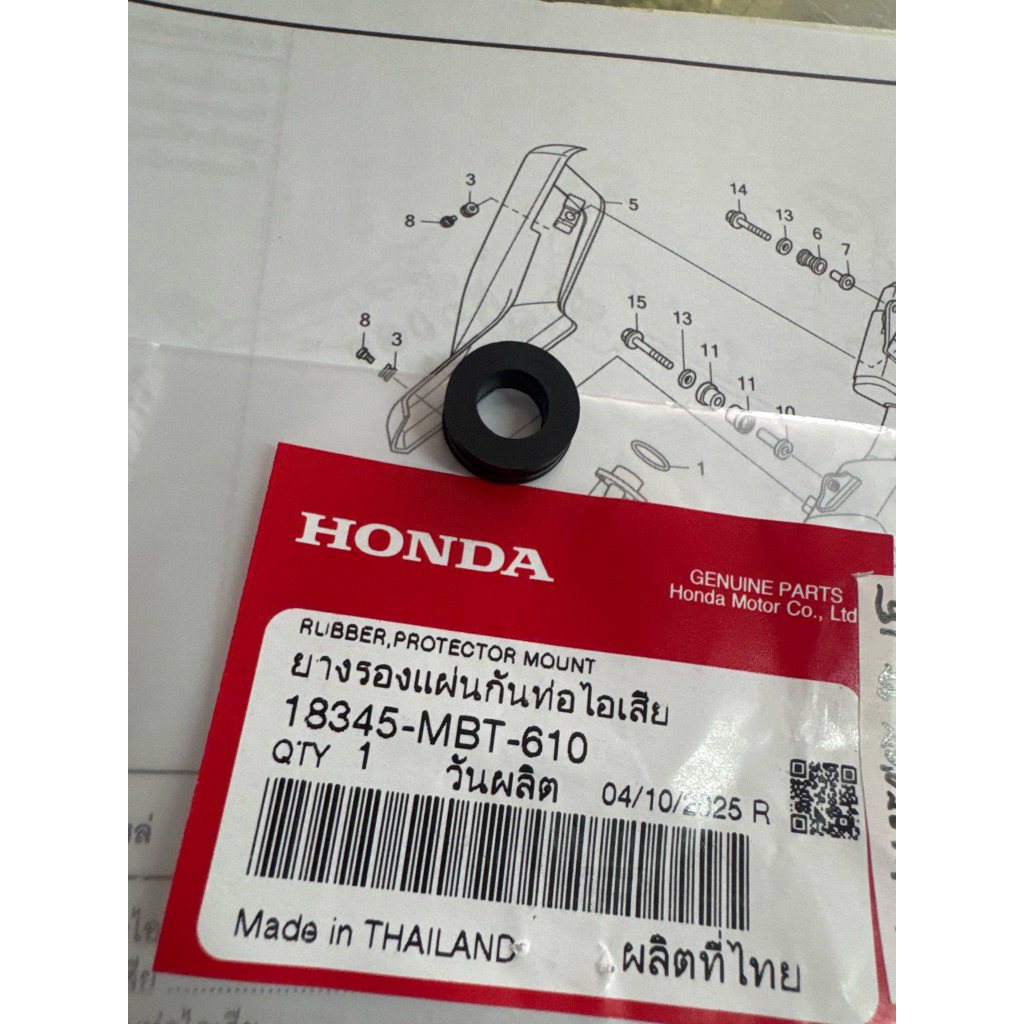 3
8
5
14
13
6
7
8
3
15
13
11
11
10
1
HONDA
GENUINE PARTS
Honda Motor Co., Ltd
RUBBER,PROTECTOR MOUNT
ยางรองแผ่นกันท่อไอเสีย
18345-MBT-610
QTY 1
วันผลิต 04/10/2025 R
Made in THAILAND
ผลิตที่ไทย